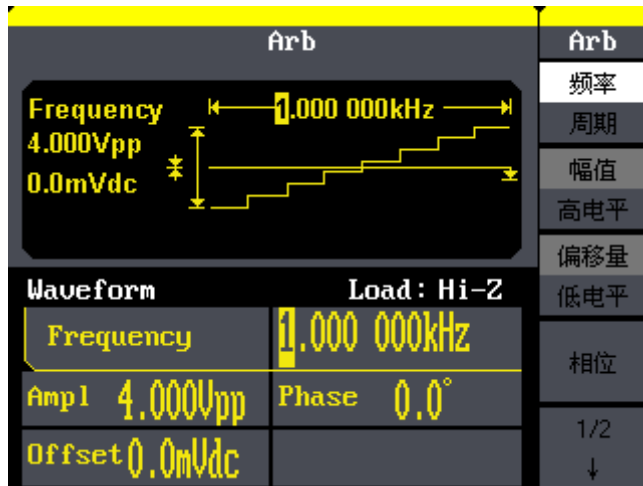 Arb
Frequency
1.000 000kHz
4.000Vpp
0.0mVdc
Waveform Load: Hi-Z
Frequency 1.000 000kHz
Ampl 4.000Vpp Phase 0.0°
Offset 0.0mVdc
Arb
频率
周期
幅值
高电平
偏移量
低电平
相位
1/2
↓